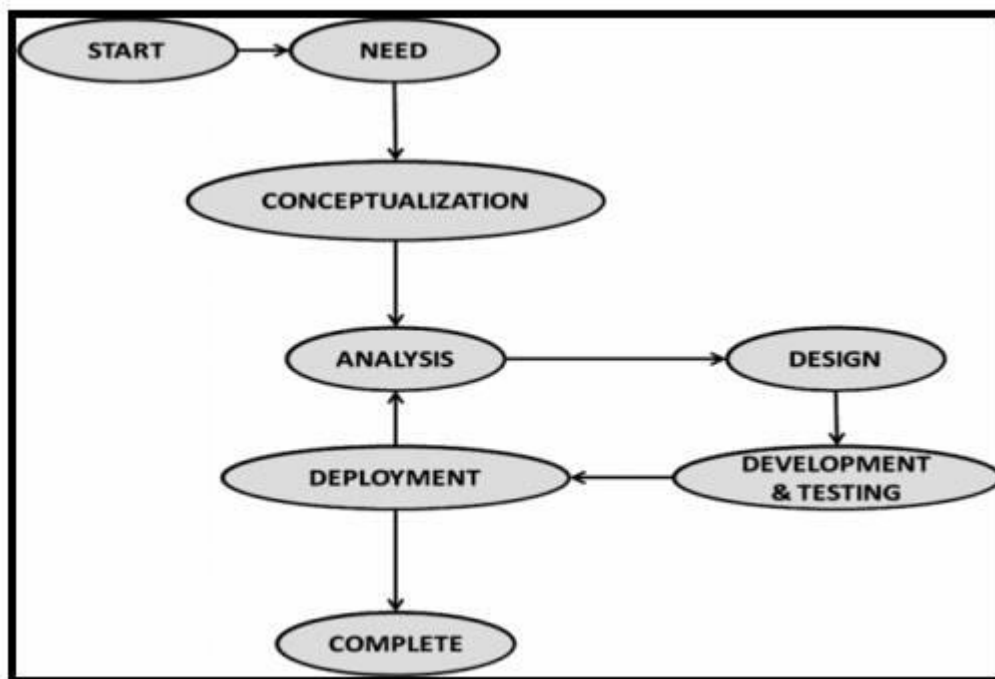 START
NEED
CONCEPTUALIZATION
ANALYSIS
DESIGN
DEPLOYMENT
DEVELOPMENT
& TESTING
COMPLETE